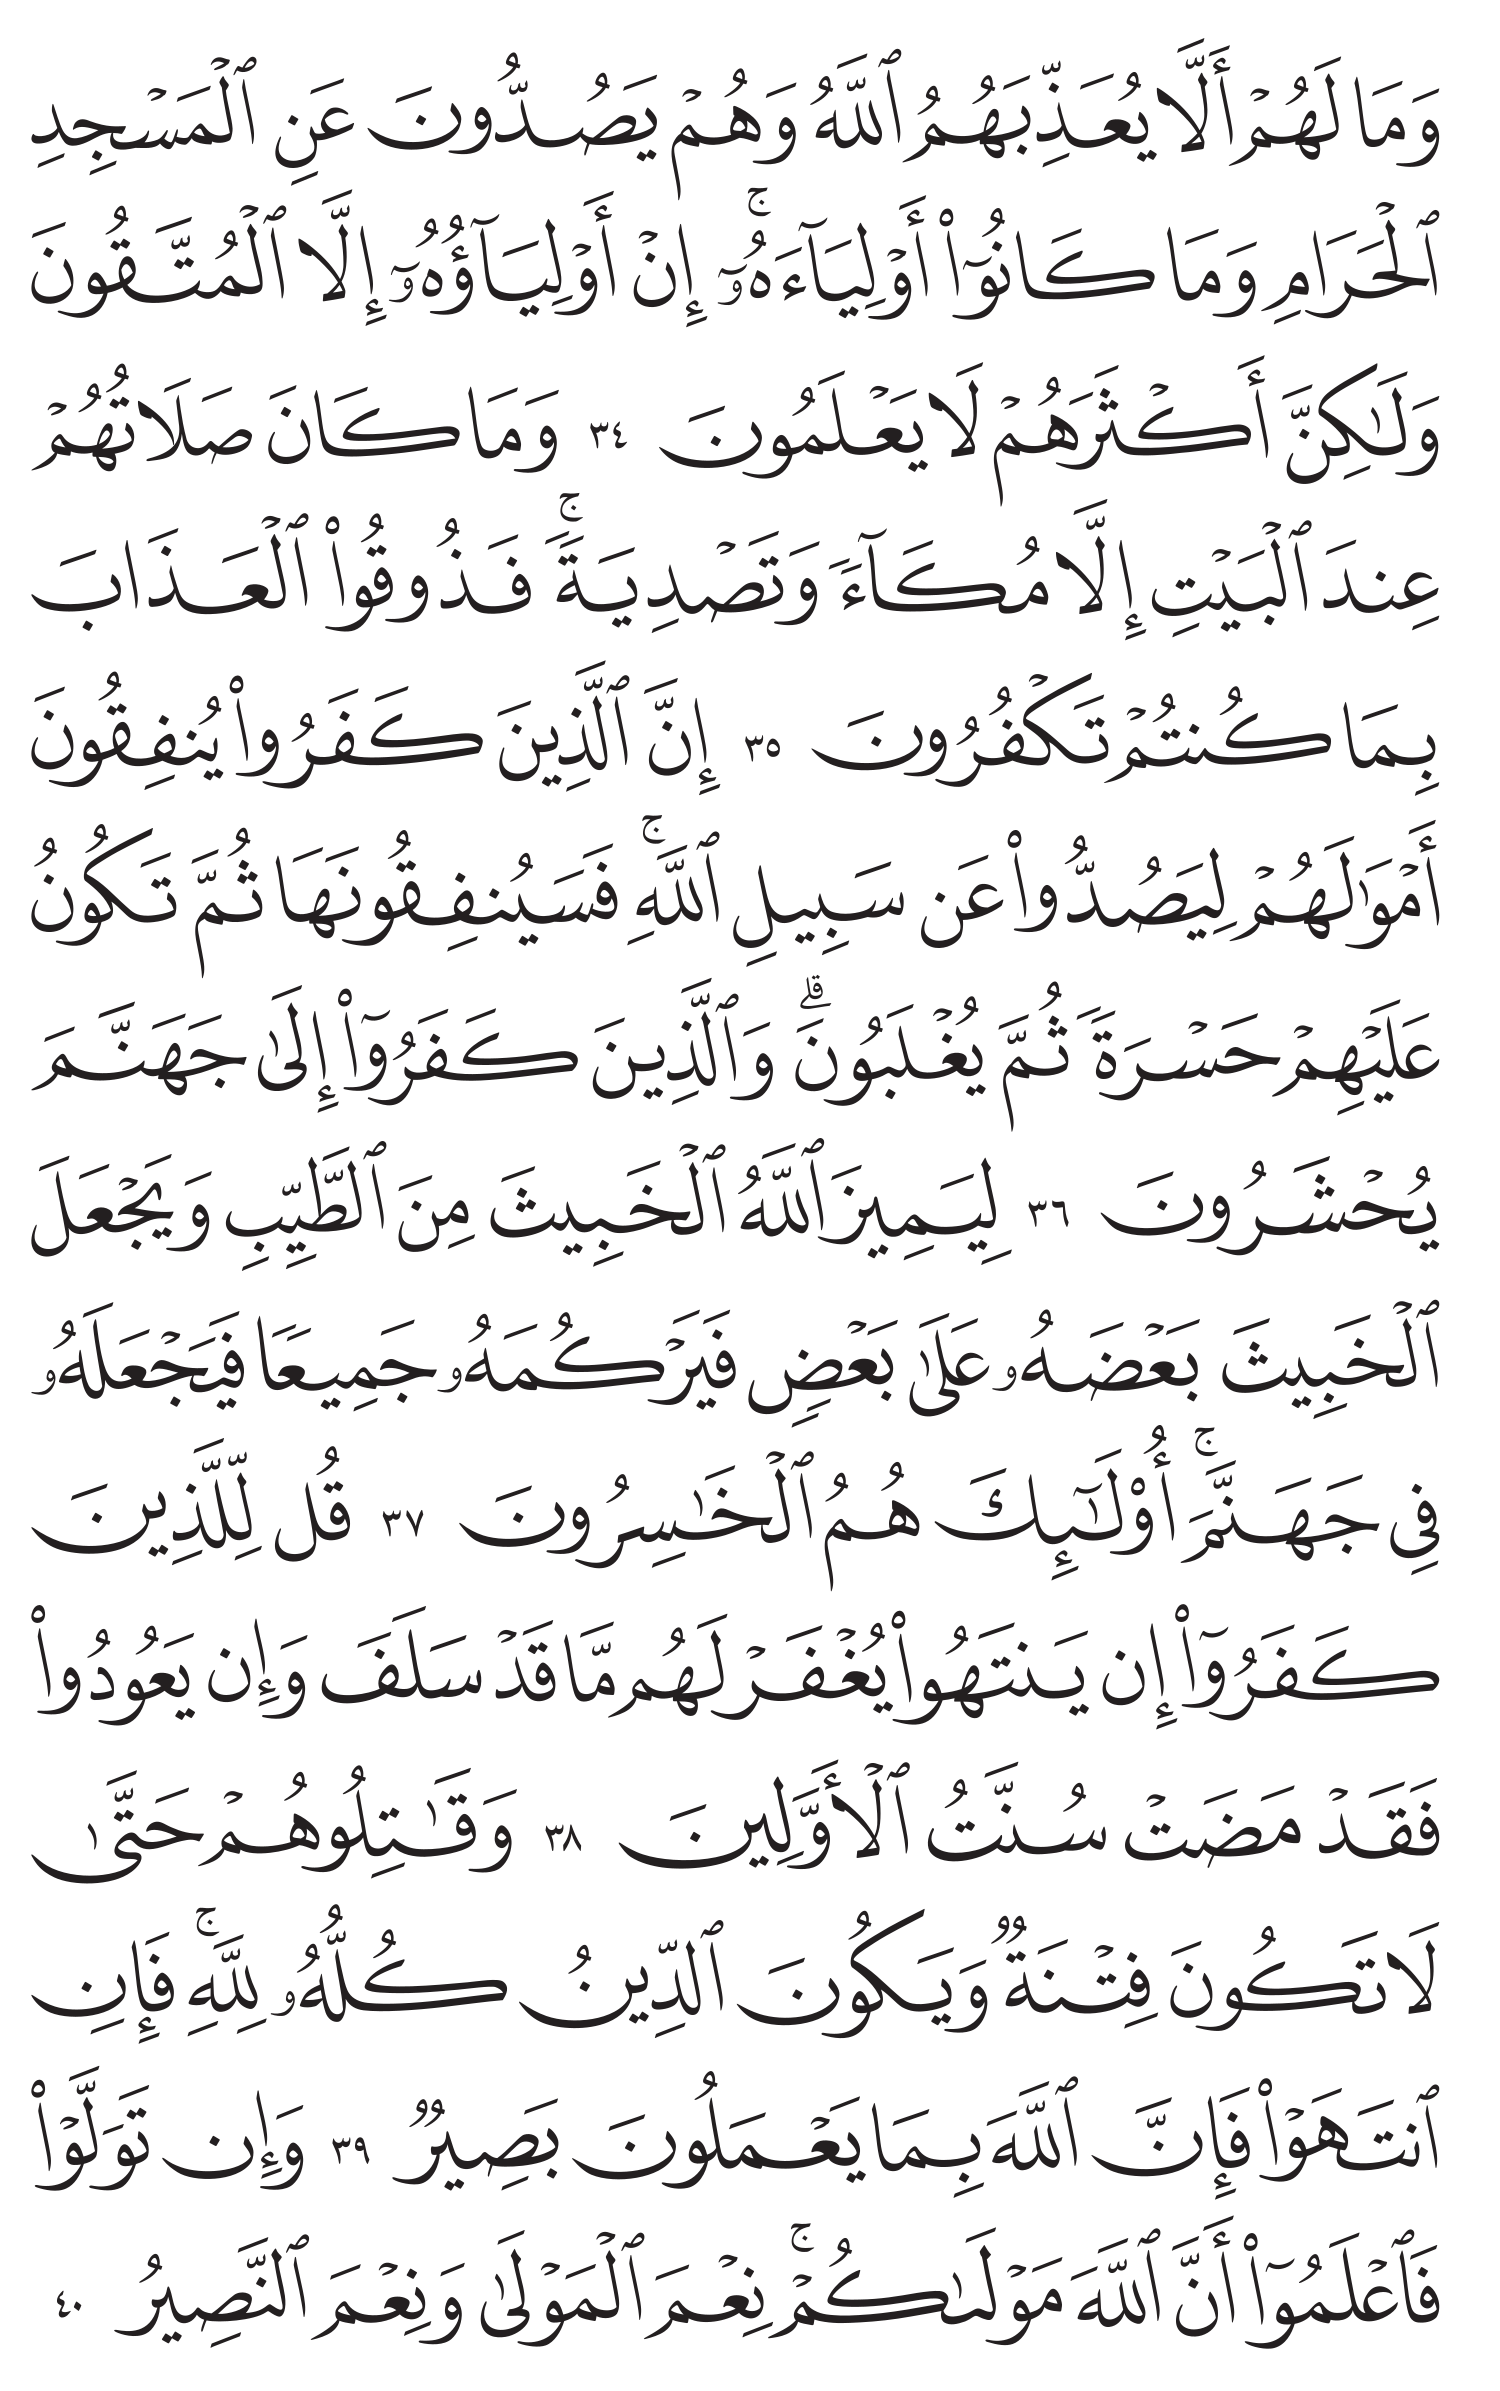 وَمَا لَهُمۡ أَلَّا يُعَذِّبَهُمُ ٱللَّهُ وَهُمۡ يَصُدُّونَ عَنِ ٱلۡمَسۡجِدِ
ٱلۡحَرَامِ وَمَا كَانُوٓاْ أَوۡلِيَآءَهُۥٓۚ إِنۡ أَوۡلِيَآؤُهُۥٓ إِلَّا ٱلۡمُتَّقُونَ
وَلَٰكِنَّ أَكۡثَرَهُمۡ لَا يَعۡلَمُونَ ٣٤ وَمَا كَانَ صَلَاتُهُمۡ
عِندَ ٱلۡبَيۡتِ إِلَّا مُكَآءٗ وَتَصۡدِيَةٗۚ فَذُوقُواْ ٱلۡعَذَابَ
بِمَا كُنتُمۡ تَكۡفُرُونَ ٣٥ إِنَّ ٱلَّذِينَ كَفَرُواْ يُنفِقُونَ
أَمۡوَٰلَهُمۡ لِيَصُدُّواْ عَن سَبِيلِ ٱللَّهِۚ فَسَيُنفِقُونَهَا ثُمَّ تَكُونُ
عَلَيۡهِمۡ حَسۡرَةٗ ثُمَّ يُغۡلَبُونَۗ وَٱلَّذِينَ كَفَرُوٓاْ إِلَىٰ جَهَنَّمَ
يُحۡشَرُونَ ٣٦ لِيَمِيزَ ٱللَّهُ ٱلۡخَبِيثَ مِنَ ٱلطَّيِّبِ وَيَجۡعَلَ
ٱلۡخَبِيثَ بَعۡضَهُۥ عَلَىٰ بَعۡضٖ فَيَرۡكُمَهُۥ جَمِيعٗا فَيَجۡعَلَهُۥ
فِي جَهَنَّمَۚ أُوْلَٰٓئِكَ هُمُ ٱلۡخَٰسِرُونَ ٣٧ قُل لِّلَّذِينَ
كَفَرُوٓاْ إِن يَنتَهُواْ يُغۡفَرۡ لَهُم مَّا قَدۡ سَلَفَ وَإِن يَعُودُواْ
فَقَدۡ مَضَتۡ سُنَّتُ ٱلۡأَوَّلِينَ ٣٨ وَقَٰتِلُوهُمۡ حَتَّىٰ
لَا تَكُونَ فِتۡنَةٞ وَيَكُونَ ٱلدِّينُ كُلُّهُۥ لِلَّهِۚ فَإِنِ
ٱنتَهَوۡاْ فَإِنَّ ٱللَّهَ بِمَا يَعۡمَلُونَ بَصِيرٞ ٣٩ وَإِن تَوَلَّوۡاْ
فَٱعۡلَمُوٓاْ أَنَّ ٱللَّهَ مَوۡلَىٰكُمۡۚ نِعۡمَ ٱلۡمَوۡلَىٰ وَنِعۡمَ ٱلنَّصِيرُ ٤٠